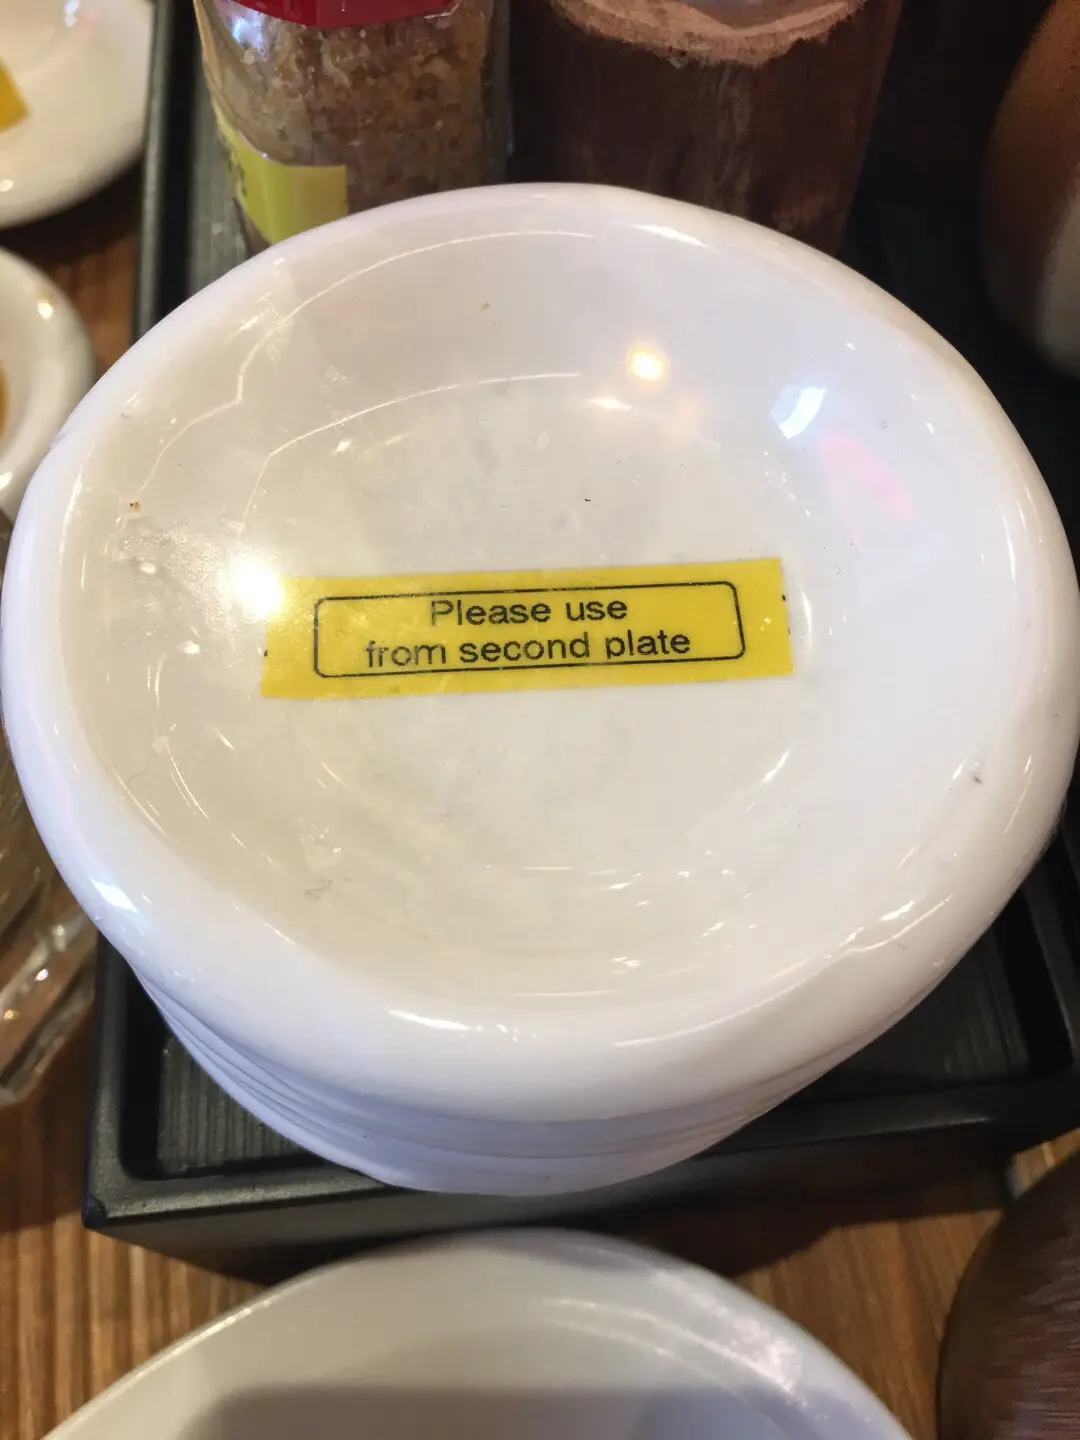 Please use
from second plate